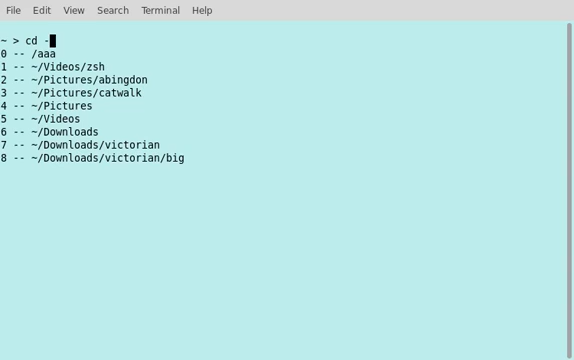 File Edit View Search Terminal Help
~ > cd -
0 -- /aaa
1 -- ~/Videos/zsh
2 -- ~/Pictures/abingdon
3 -- ~/Pictures/catwalk
4 -- ~/Pictures
5 -- ~/Videos
6 -- ~/Downloads
7 -- ~/Downloads/victorian
8 -- ~/Downloads/victorian/big